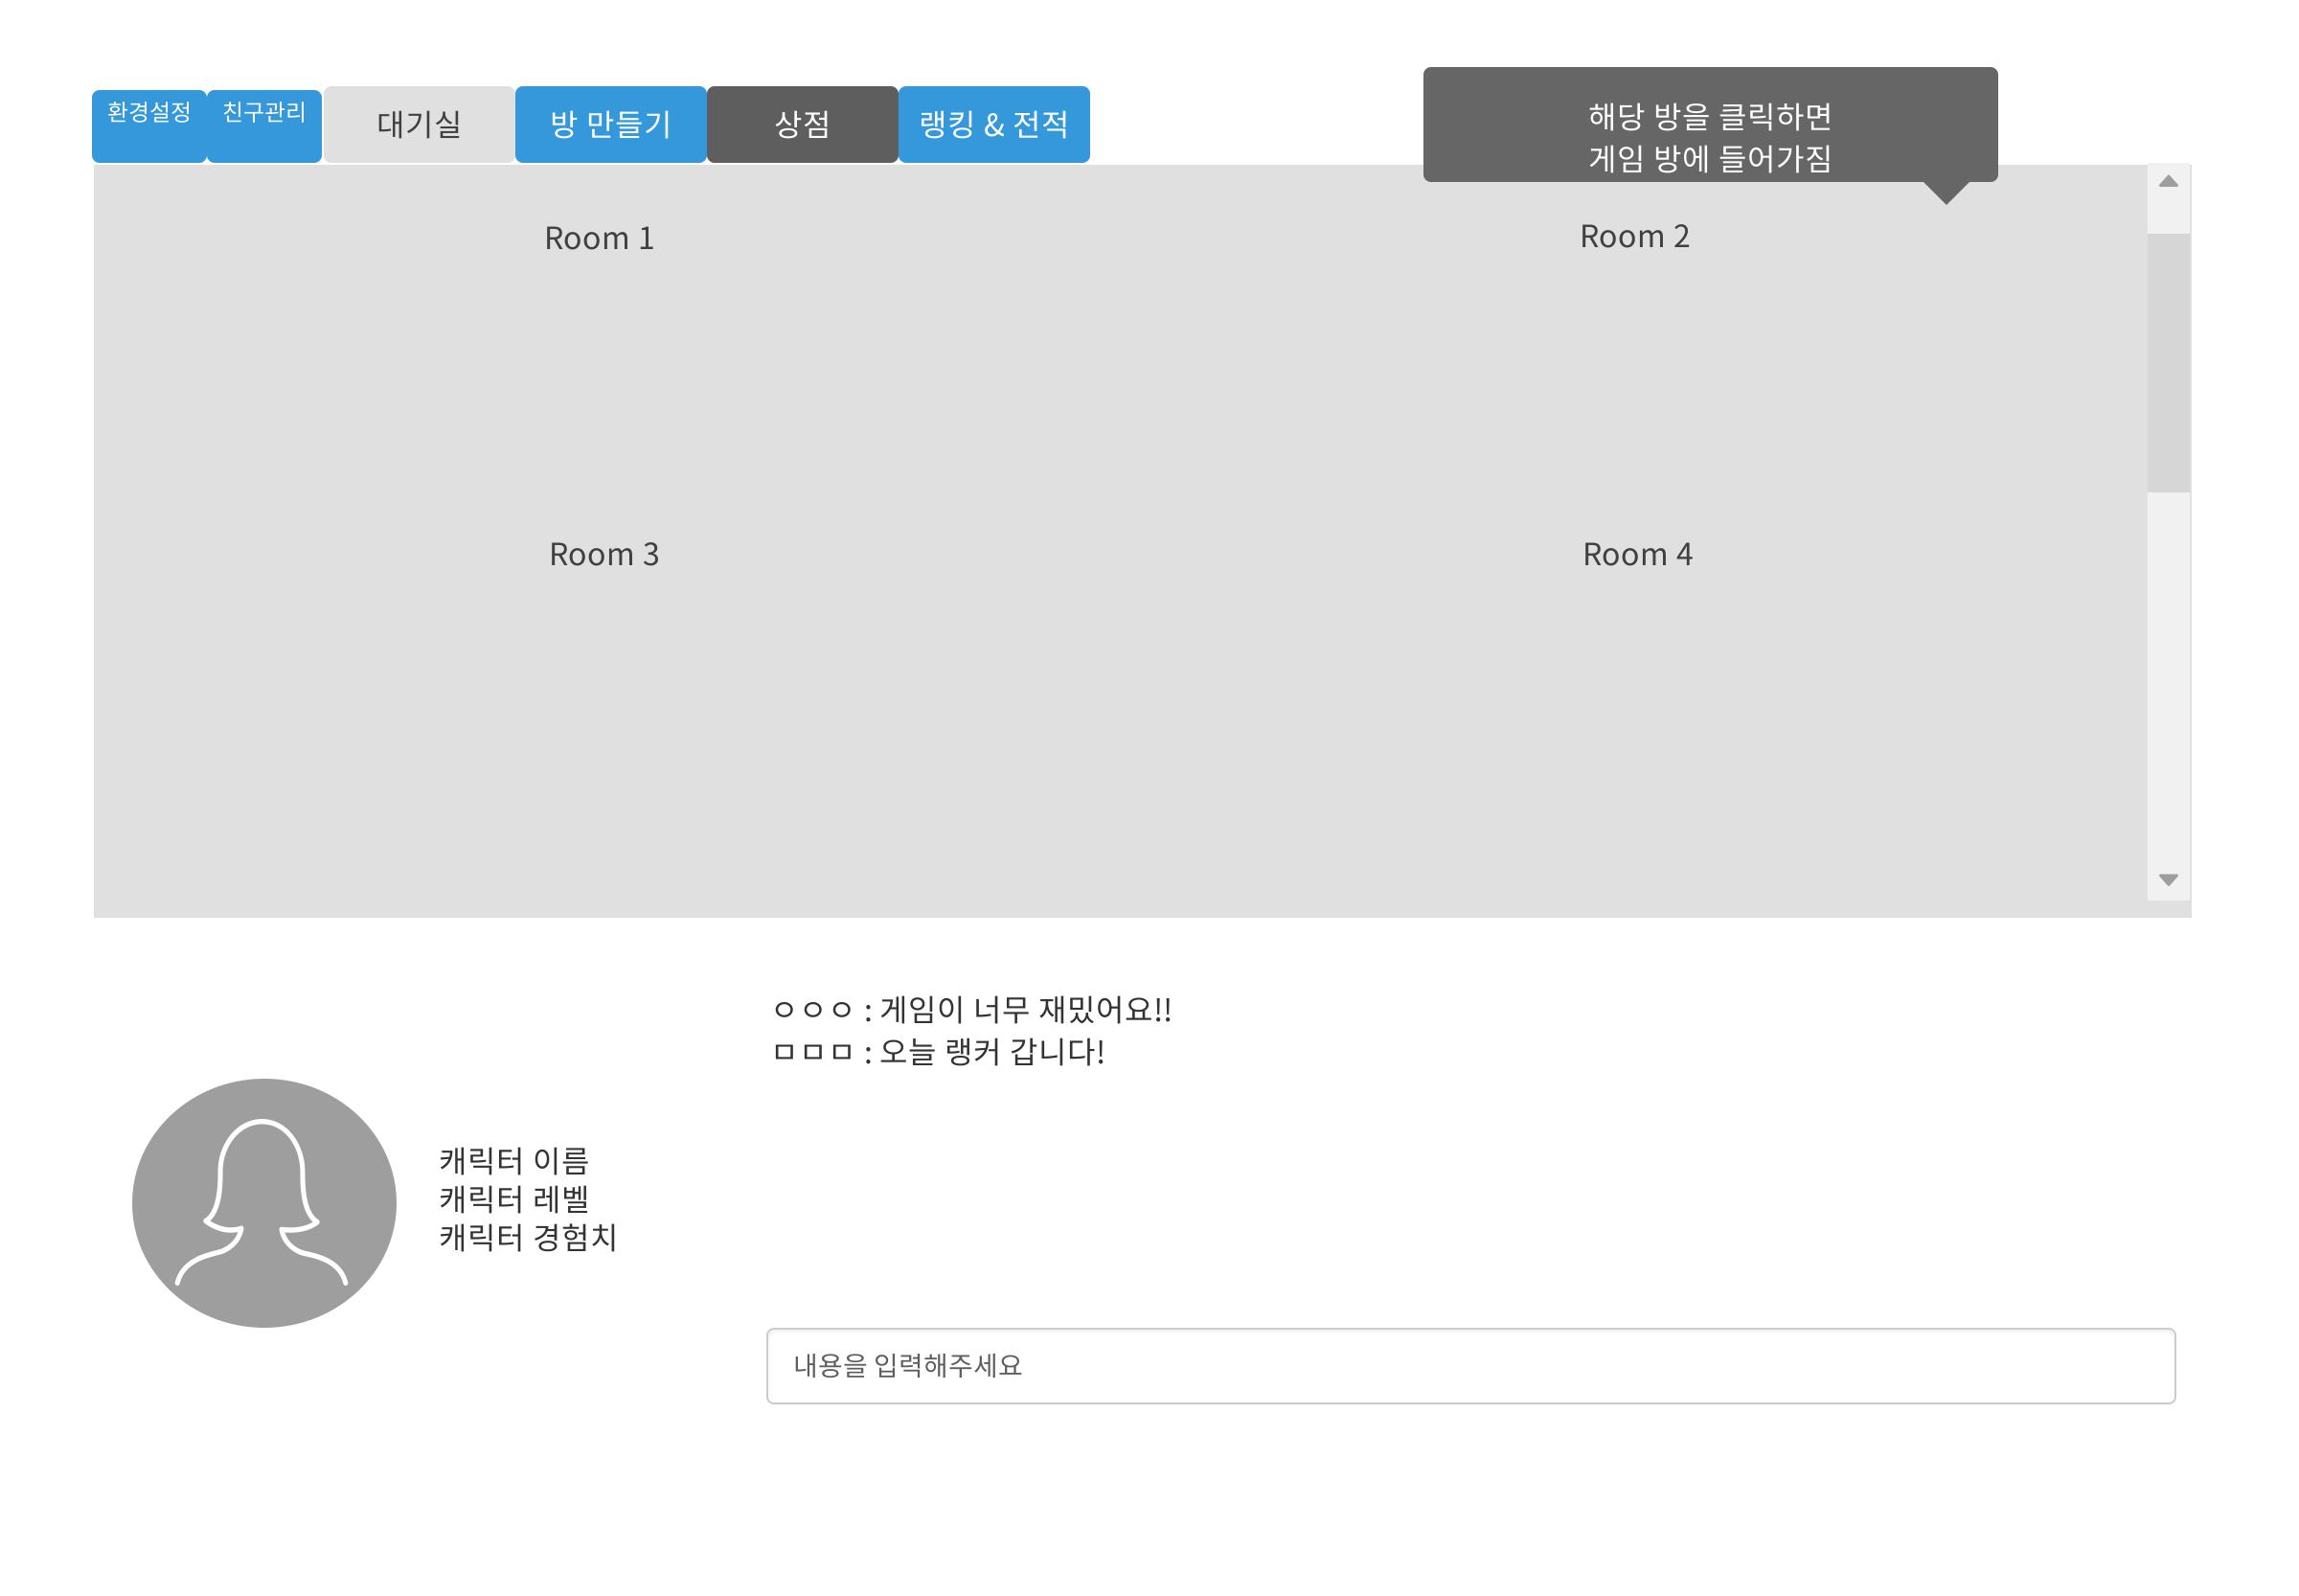 환경설정
친구관리
대기실
방 만들기
상점
랭킹 & 전적
해당 방을 클릭하면
게임 방에 들어가짐
Room 1
Room 2
Room 3
Room 4
ㅇㅇㅇ : 게임이 너무 재밌어요!!
ㅁㅁㅁ : 오늘 랭커 갑니다!
캐릭터 이름
캐릭터 레벨
캐릭터 경험치
내용을 입력해주세요